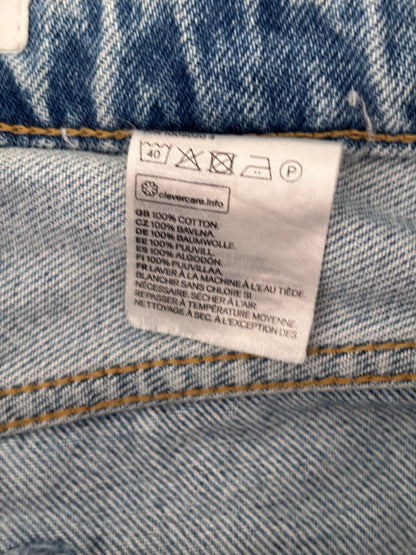 40 P
clevercare.info
GB 100% COTTON.
CZ 100% BAVLNA.
DE 100% BAUMWOLLE.
EE 100% PUUVILL.
ES 100% ALGODÓN.
FI 100% PUUVILLAA.
FR LAVER À LA MACHINE À L'EAU TIÈDE
SANS CHLORE SI
NÉCESSAIRE. SÉCHER À L'AIR.
REPASSER À TEMPÉRATURE MOYENNE.
NETTOYAGE À SEC, À L'EXCEPTION DES